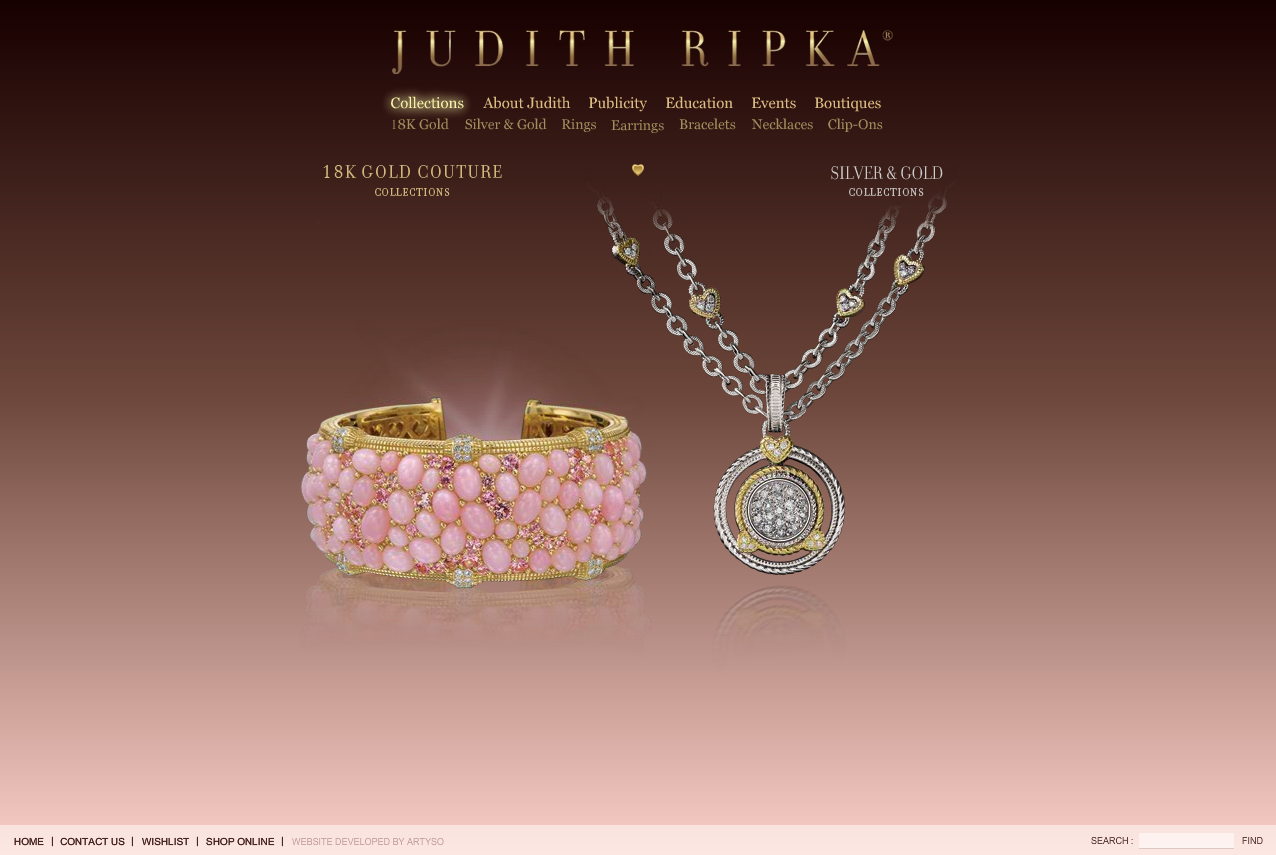 JUDITH RIPKA®
Collections About Judith Publicity Education Events Boutiques
18K Gold Silver & Gold Rings Earrings Bracelets Necklaces Clip-Ons
18K GOLD COUTURE
COLLECTIONS
SILVER & GOLD
COLLECTIONS
HOME | CONTACT US | WISHLIST | SHOP ONLINE | WEBSITE DEVELOPED BY ARTYSO
SEARCH : FIND